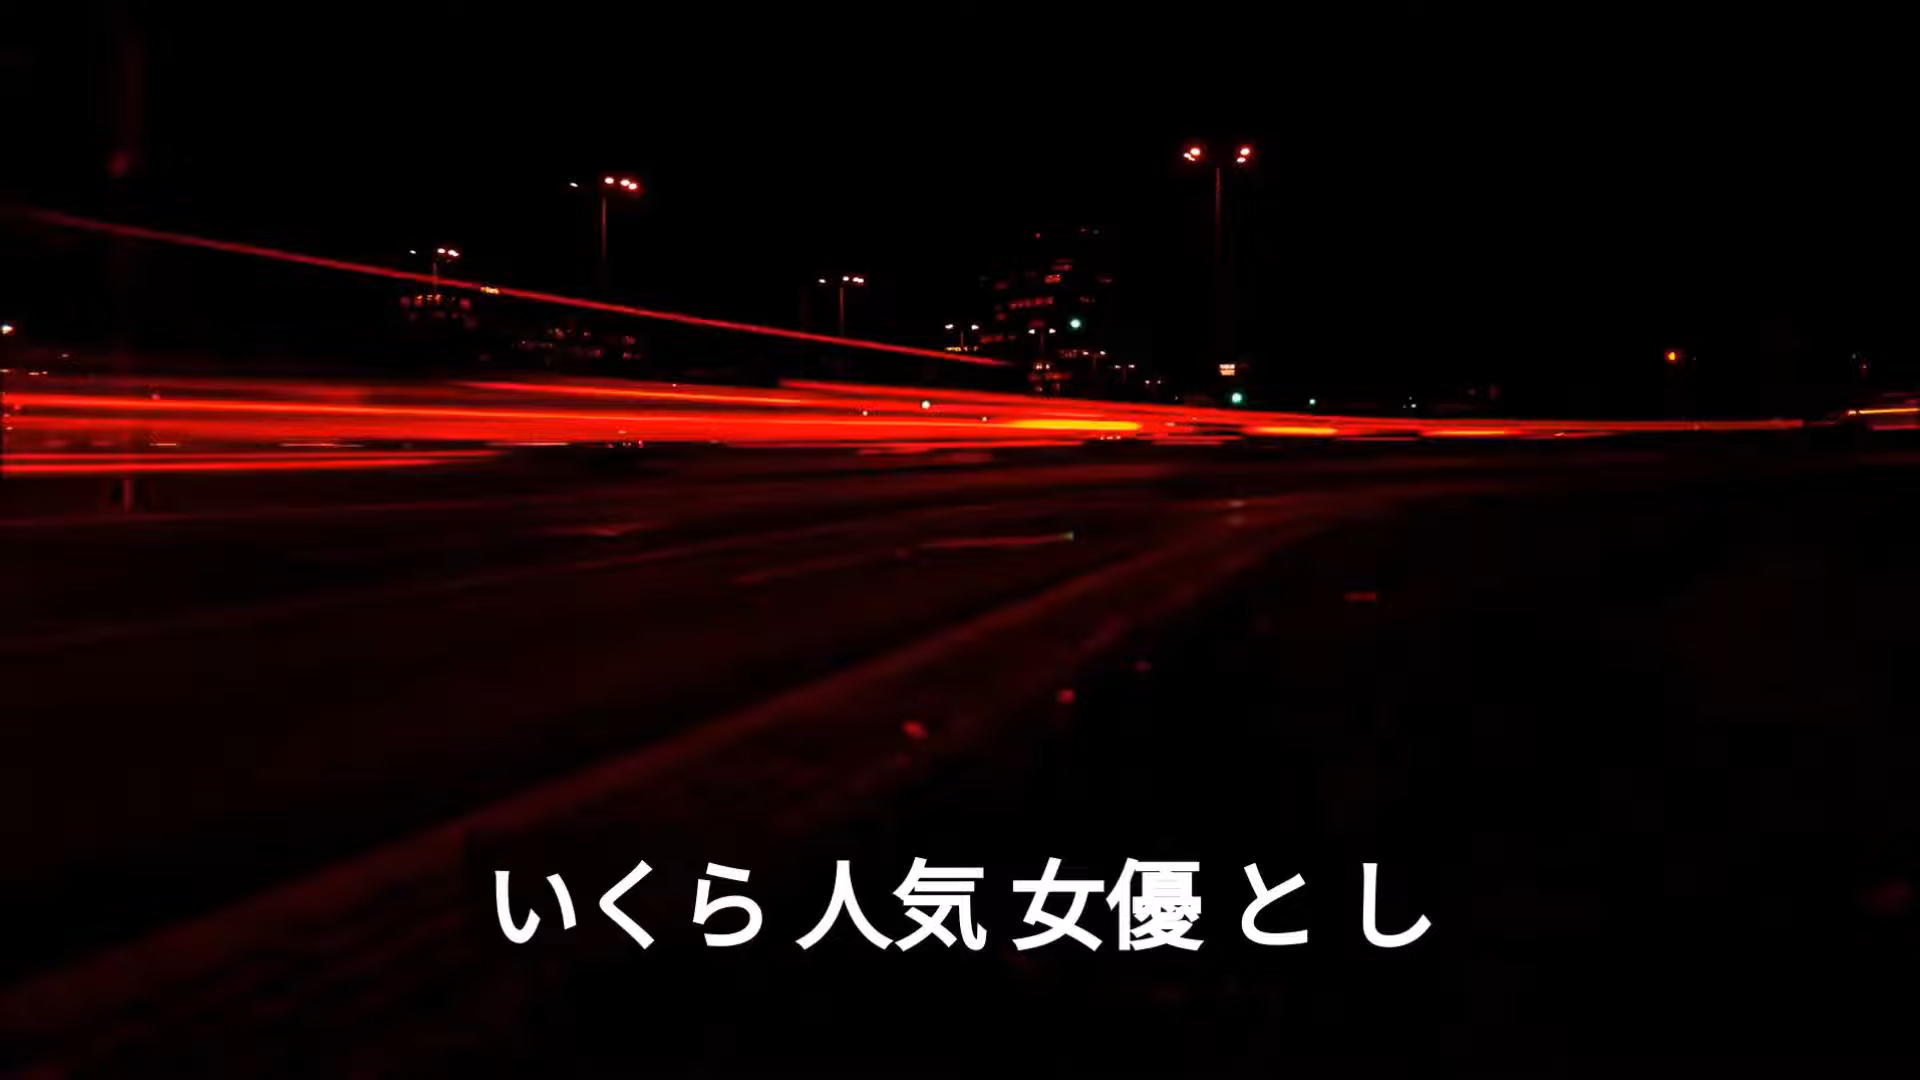 いくら 人気 女優 と し